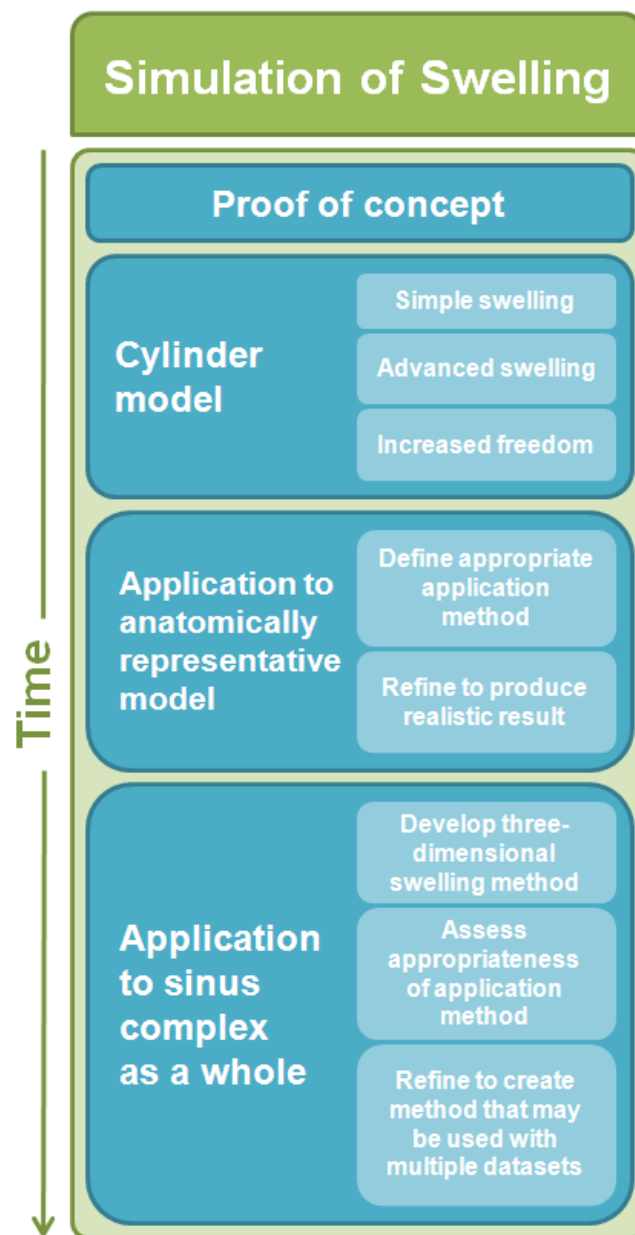 Simulation of Swelling
Time
Proof of concept
Cylinder
model
Simple swelling
Advanced swelling
Increased freedom
Application to
anatomically
representative
model
Define appropriate
application
method
Refine to produce
realistic result
Application
to sinus
complex
as a whole
Develop three-
dimensional
swelling method
Assess
appropriateness
of application
method
Refine to create
method that may
be used with
multiple datasets